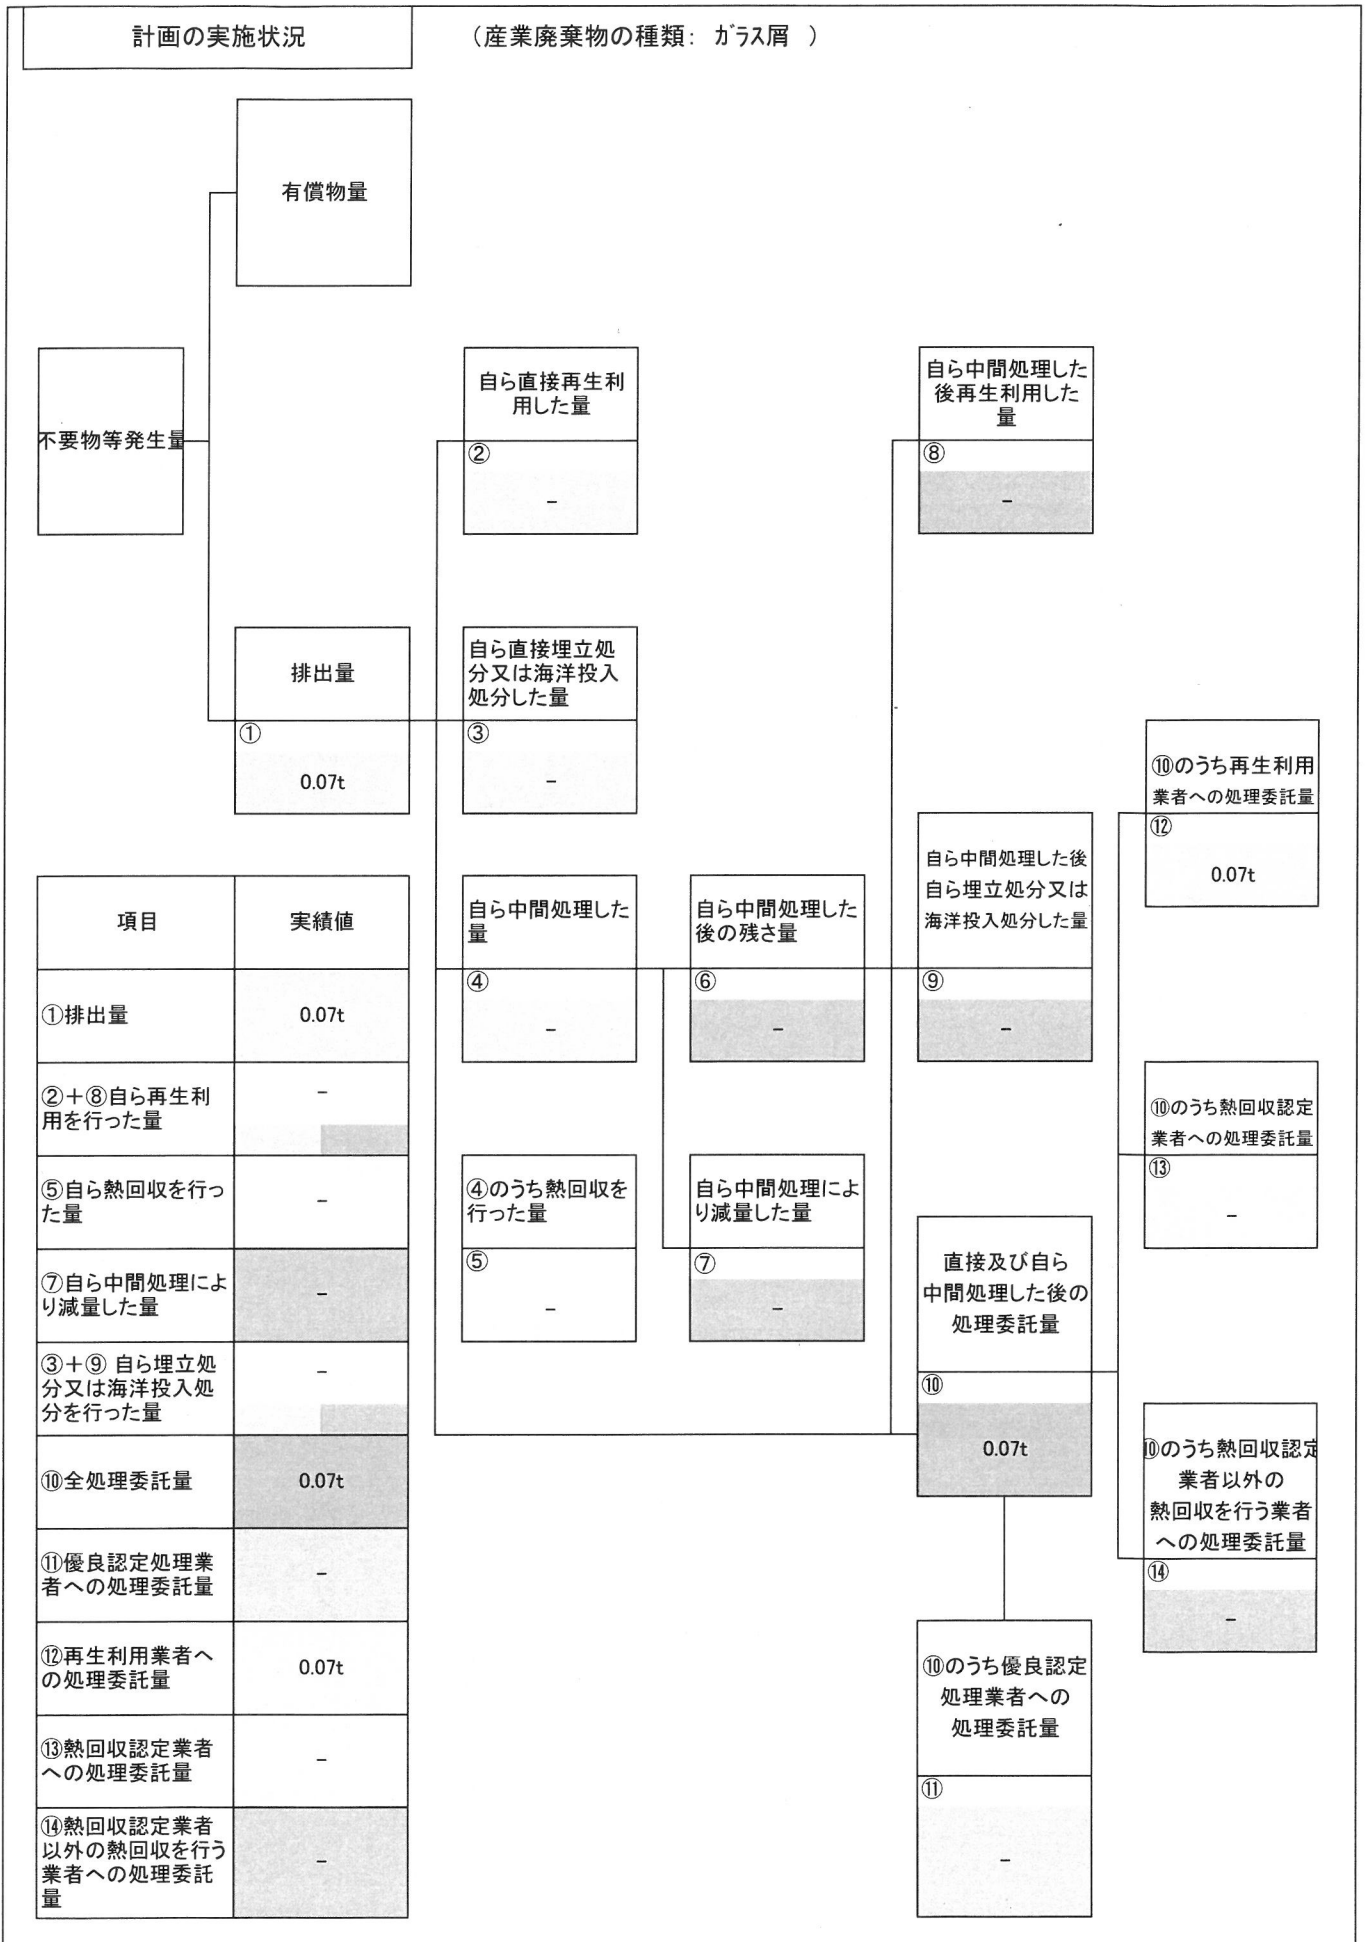 計画の実施状況
（産業廃棄物の種類： ｶﾞﾗｽ屑 ）
有償物量
不要物等発生量
自ら直接再生利
用した量
②
－
自ら中間処理した
後再生利用した
量
⑧
－
排出量
①
0.07t
自ら直接埋立処
分又は海洋投入
処分した量
③
－
⑩のうち再生利用
業者への処理委託量
⑫
0.07t
自ら中間処理した
量
④
－
自ら中間処理した
後の残さ量
⑥
－
自ら中間処理した後
自ら埋立処分又は
海洋投入処分した量
⑨
－
⑩のうち熱回収認定
業者への処理委託量
⑬
－
④のうち熱回収を
行った量
⑤
－
自ら中間処理によ
り減量した量
⑦
－
直接及び自ら
中間処理した後の
処理委託量
⑩
0.07t
⑩のうち熱回収認定
業者以外の
熱回収を行う業者
への処理委託量
⑭
－
⑩のうち優良認定
処理業者への
処理委託量
⑪
－
項目
実績値
①排出量
0.07t
②＋⑧自ら再生利
用を行った量
－
⑤自ら熱回収を行っ
た量
－
⑦自ら中間処理によ
り減量した量
－
③＋⑨ 自ら埋立処
分又は海洋投入処
分を行った量
－
⑩全処理委託量
0.07t
⑪優良認定処理業
者への処理委託量
－
⑫再生利用業者へ
の処理委託量
0.07t
⑬熱回収認定業者
への処理委託量
－
⑭熱回収認定業者
以外の熱回収を行う
業者への処理委託
量
－